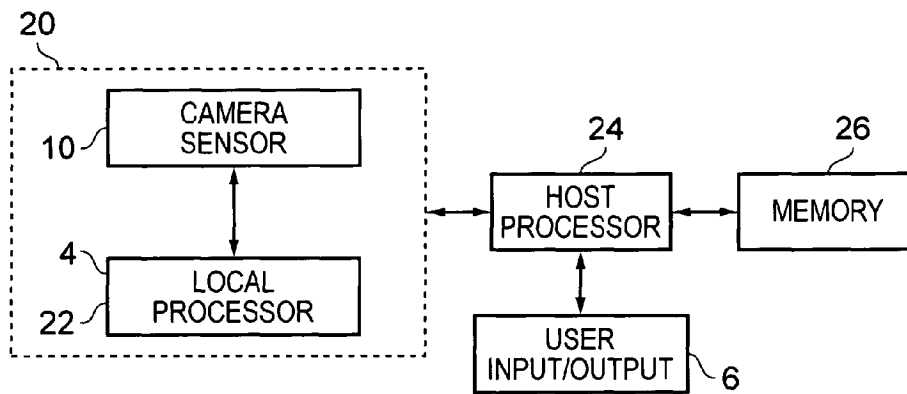 20
CAMERA
SENSOR
10
24
26
HOST
PROCESSOR
MEMORY
4
22
LOCAL
PROCESSOR
USER
INPUT/OUTPUT
6